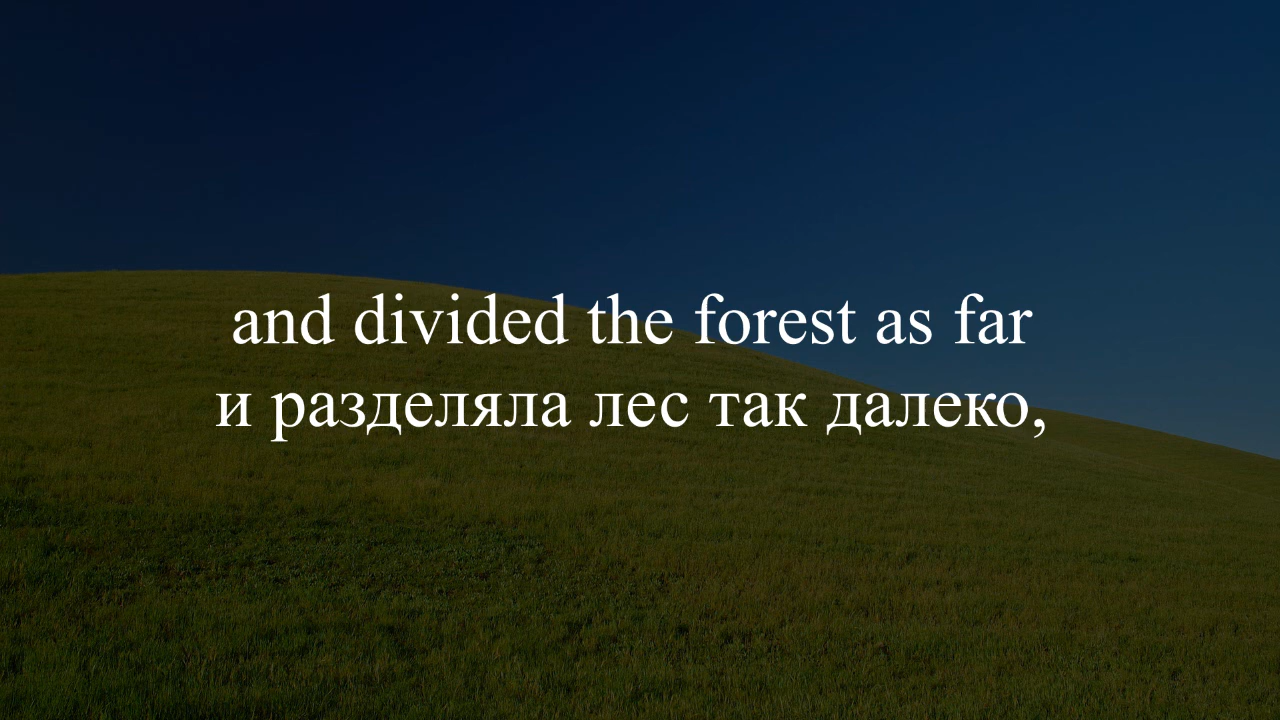 and divided the forest as far
и разделяла лес так далеко,